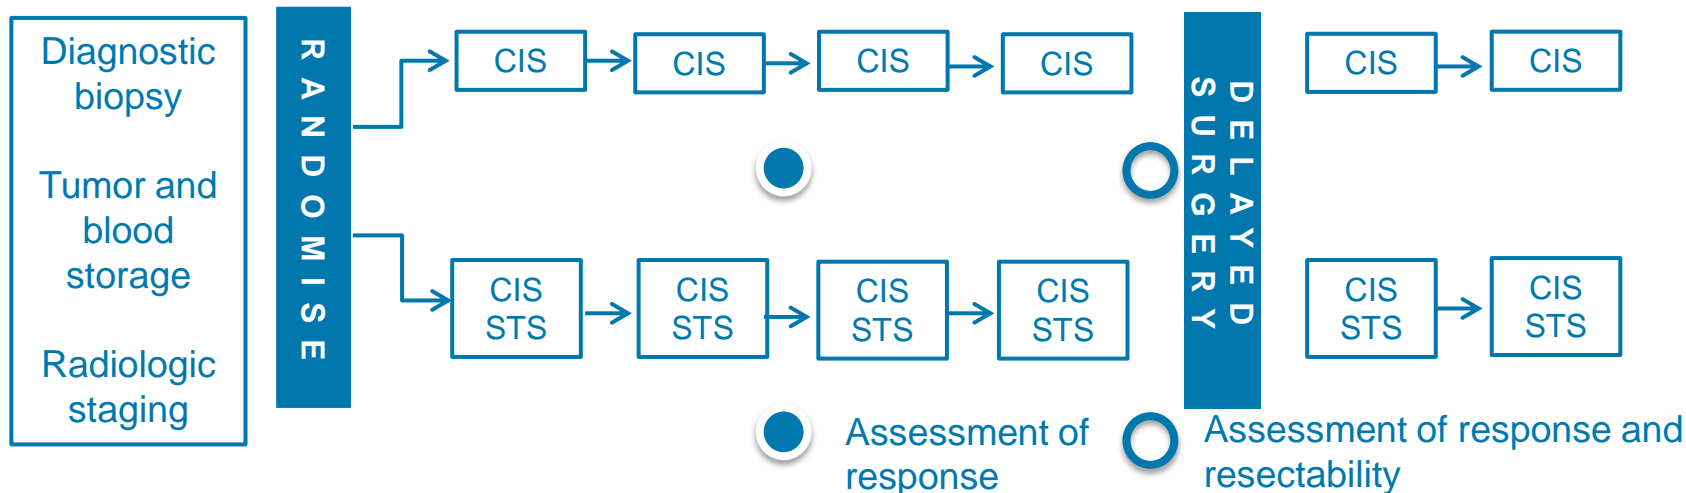 Diagnostic
biopsy
Tumor and
blood
storage
Radiologic
staging
RANDOMISE
CIS
CIS
CIS
CIS
CIS
STS
CIS
STS
CIS
STS
CIS
STS
DELAYED
SURGERY
CIS
CIS
CIS
STS
CIS
STS
Assessment of
response
Assessment of response and
resectability